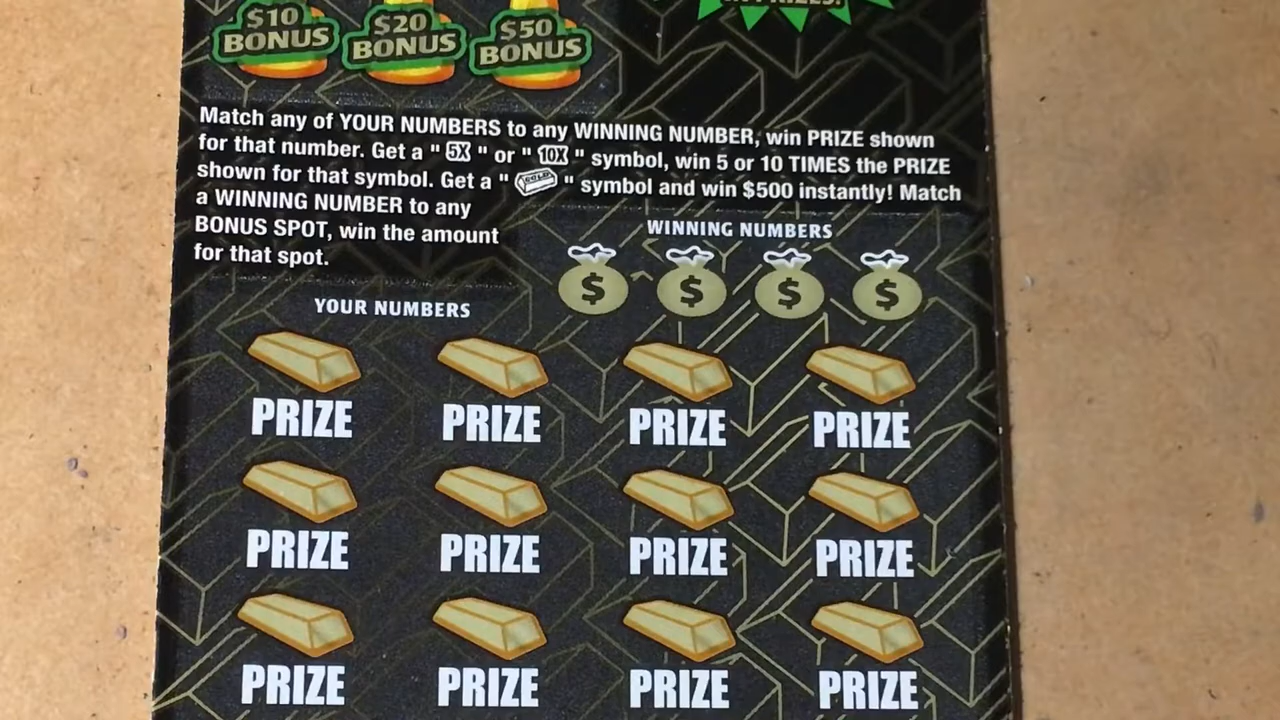 IN PRIZES!
$10 BONUS
$20 BONUS
$50 BONUS
Match any of YOUR NUMBERS to any WINNING NUMBER, win PRIZE shown
for that number. Get a " 5X " or " 10X " symbol, win 5 or 10 TIMES the PRIZE
shown for that symbol. Get a " GOLD " symbol and win $500 instantly! Match
a WINNING NUMBER to any
BONUS SPOT, win the amount
for that spot.
WINNING NUMBERS
$ $ $ $
YOUR NUMBERS
PRIZE PRIZE PRIZE PRIZE
PRIZE PRIZE PRIZE PRIZE
PRIZE PRIZE PRIZE PRIZE